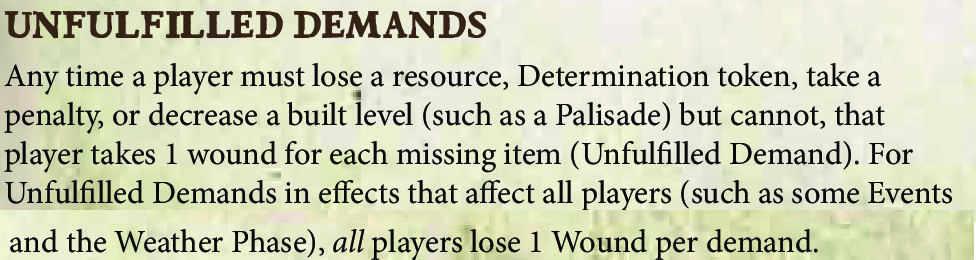 UNFULFILLED DEMANDS
Any time a player must lose a resource, Determination token, take a
penalty, or decrease a built level (such as a Palisade) but cannot, that
player takes 1 wound for each missing item (Unfulfilled Demand). For
Unfulfilled Demands in effects that affect all players (such as some Events
and the Weather Phase), all players lose 1 Wound per demand.